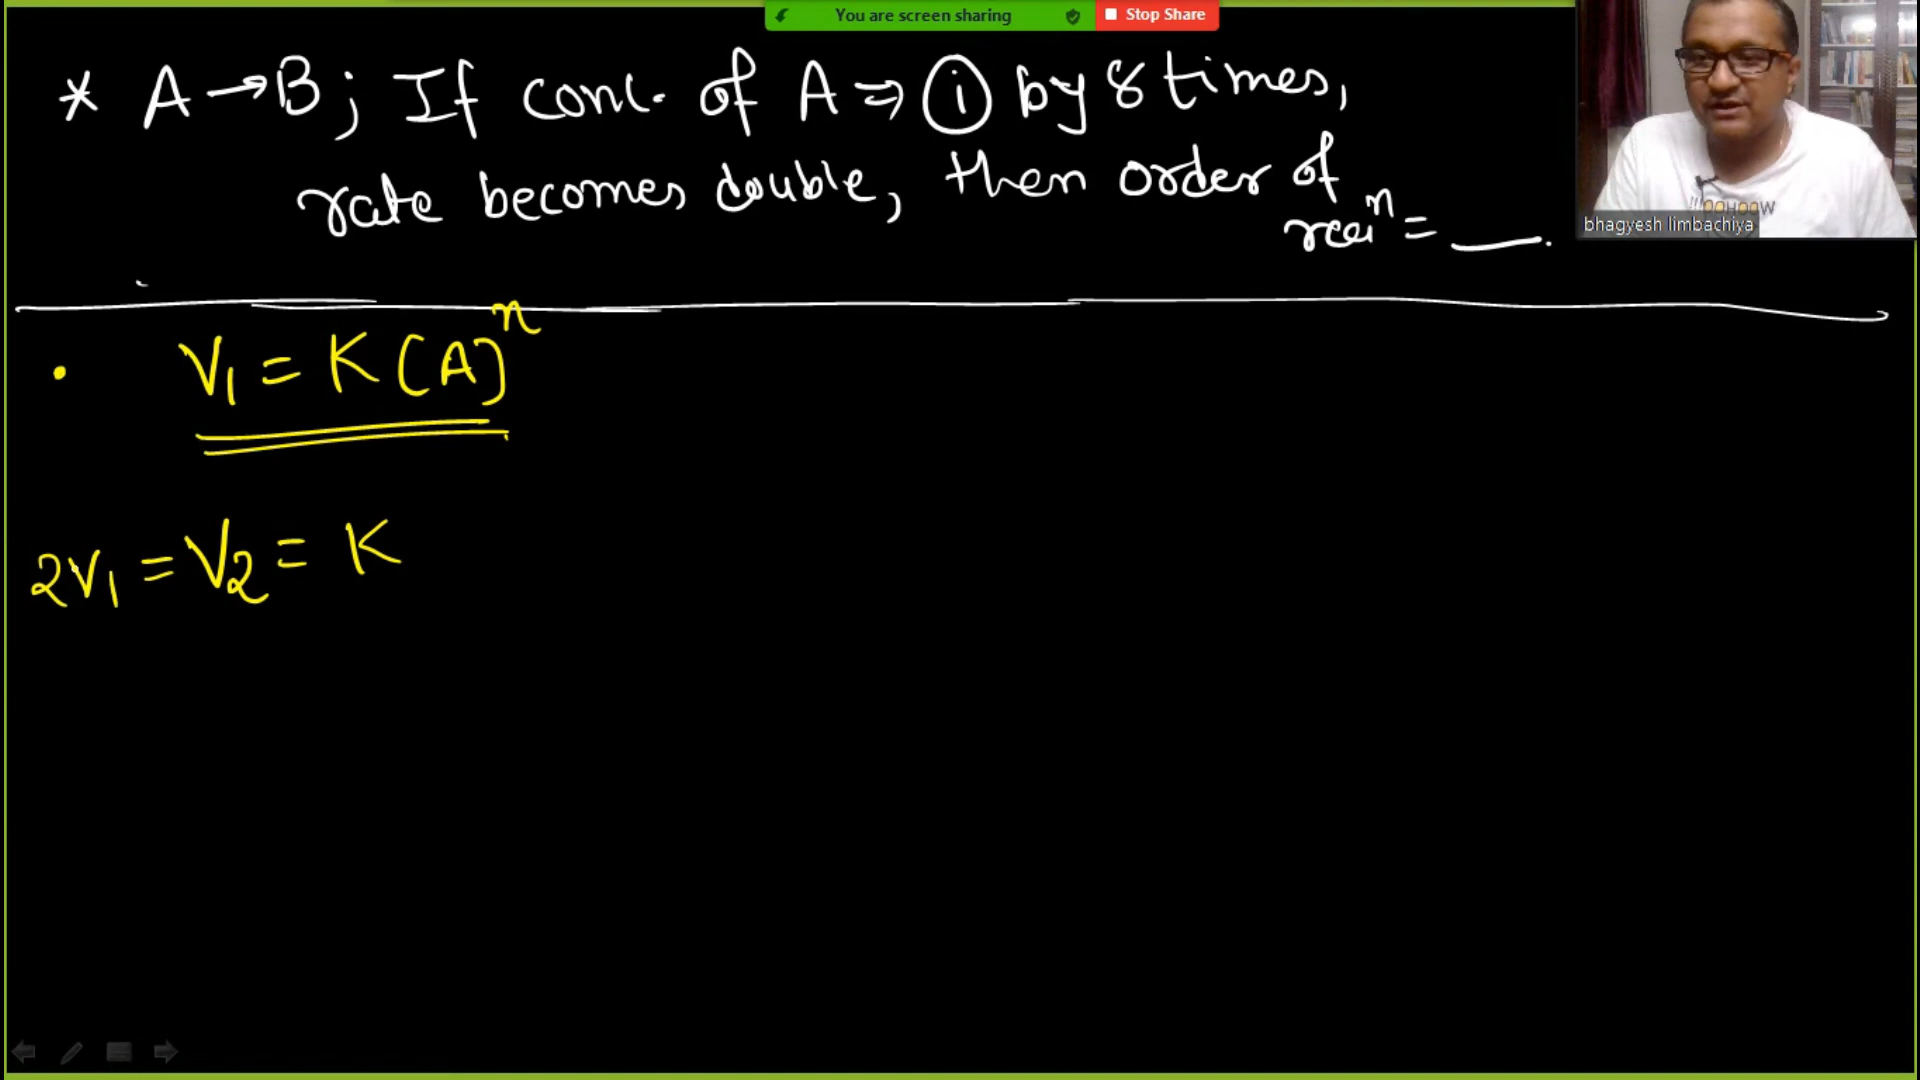 You are screen sharing
Stop Share
* A→B; If conc. of A ⇒ ⓘ by 8 times,
rate becomes double, then order of
reaⁿ = ___.
bhagyesh limbachiya
• V₁ = K(A)ⁿ
2V₁ = V₂ = K